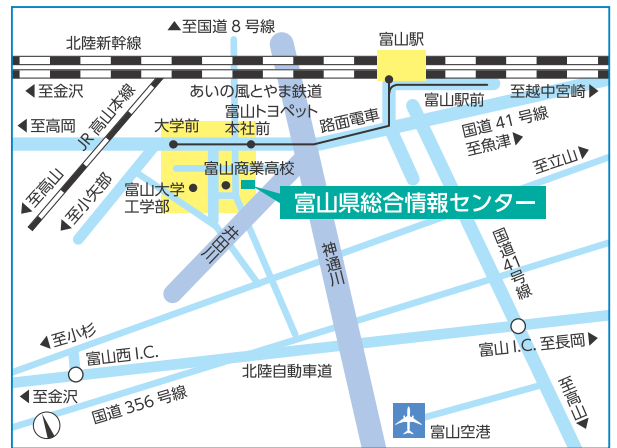 ▲至国道8号線
北陸新幹線
富山駅
◀至金沢
あいの風とやま鉄道
富山駅前
至越中宮崎▶
JR高山本線
富山トヨペット
本社前
路面電車
◀至高岡
大学前
国道41号線
至魚津▶
富山商業高校
至立山▶
◀至高山
◀至小矢部
富山大学
工学部
富山県総合情報センター
井田川
神通川
国道41号線
◀至小杉
富山西I.C.
富山I.C.
至長岡▶
北陸自動車道
◀至金沢
国道356号線
至高山▶
富山空港